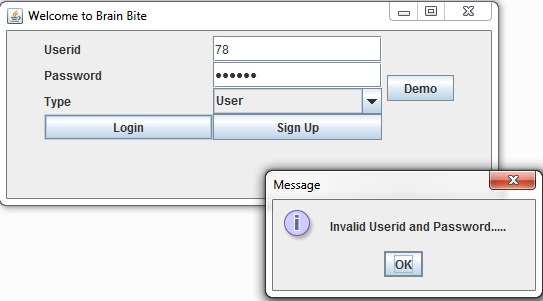 Welcome to Brain Bite
Userid 78
Password ••••••
Type User
Demo
Login Sign Up
Message
Invalid Userid and Password.....
OK